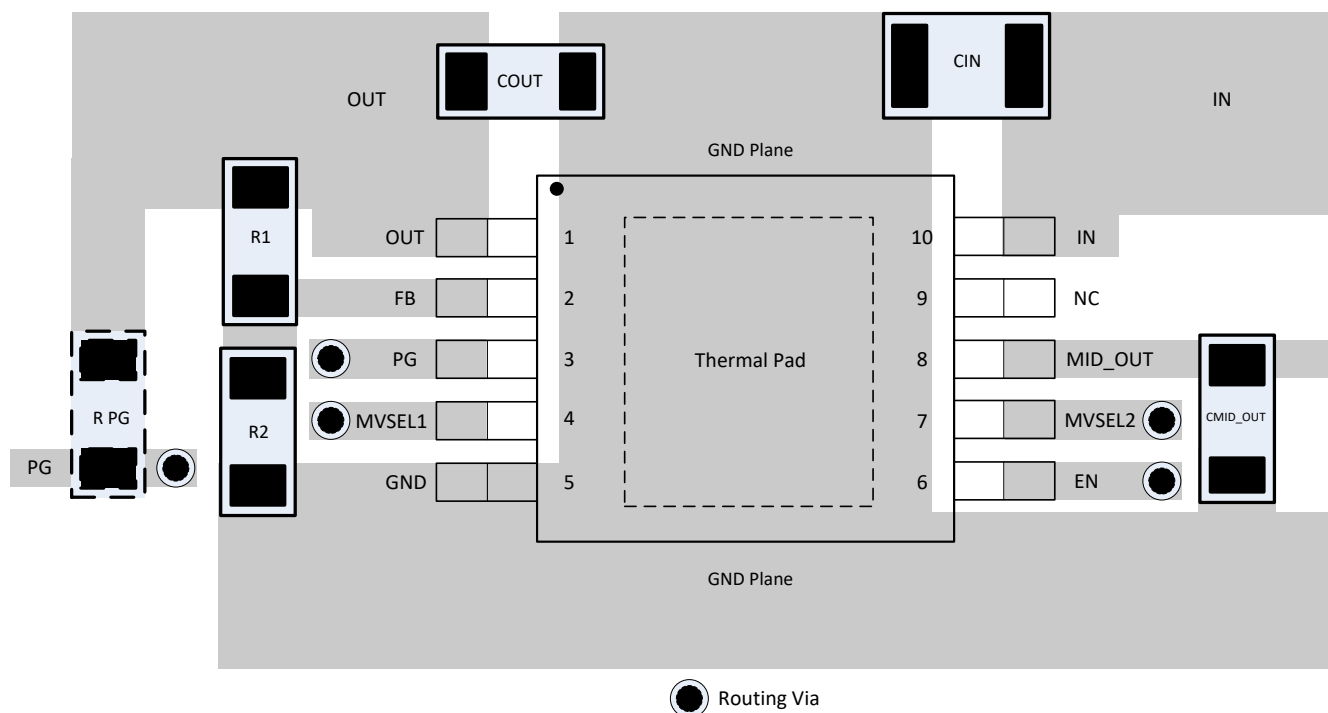 COUT
CIN
OUT
IN
GND Plane
R1
OUT
1
10
IN
FB
2
9
NC
PG
3
Thermal Pad
8
MID_OUT
R PG
R2
MVSEL1
4
7
MVSEL2
CMID_OUT
PG
GND
5
6
EN
GND Plane
Routing Via